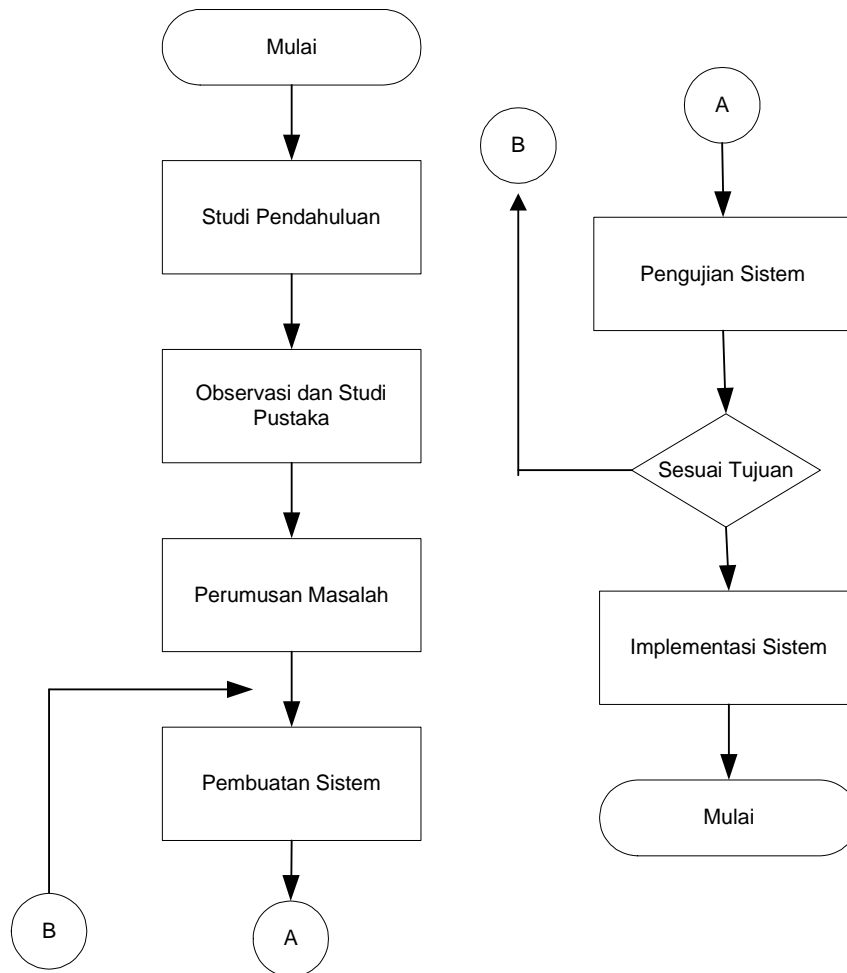 Mulai
Studi Pendahuluan
Observasi dan Studi
Pustaka
Perumusan Masalah
Pembuatan Sistem
B
A
A
B
Pengujian Sistem
Sesuai Tujuan
Implementasi Sistem
Mulai